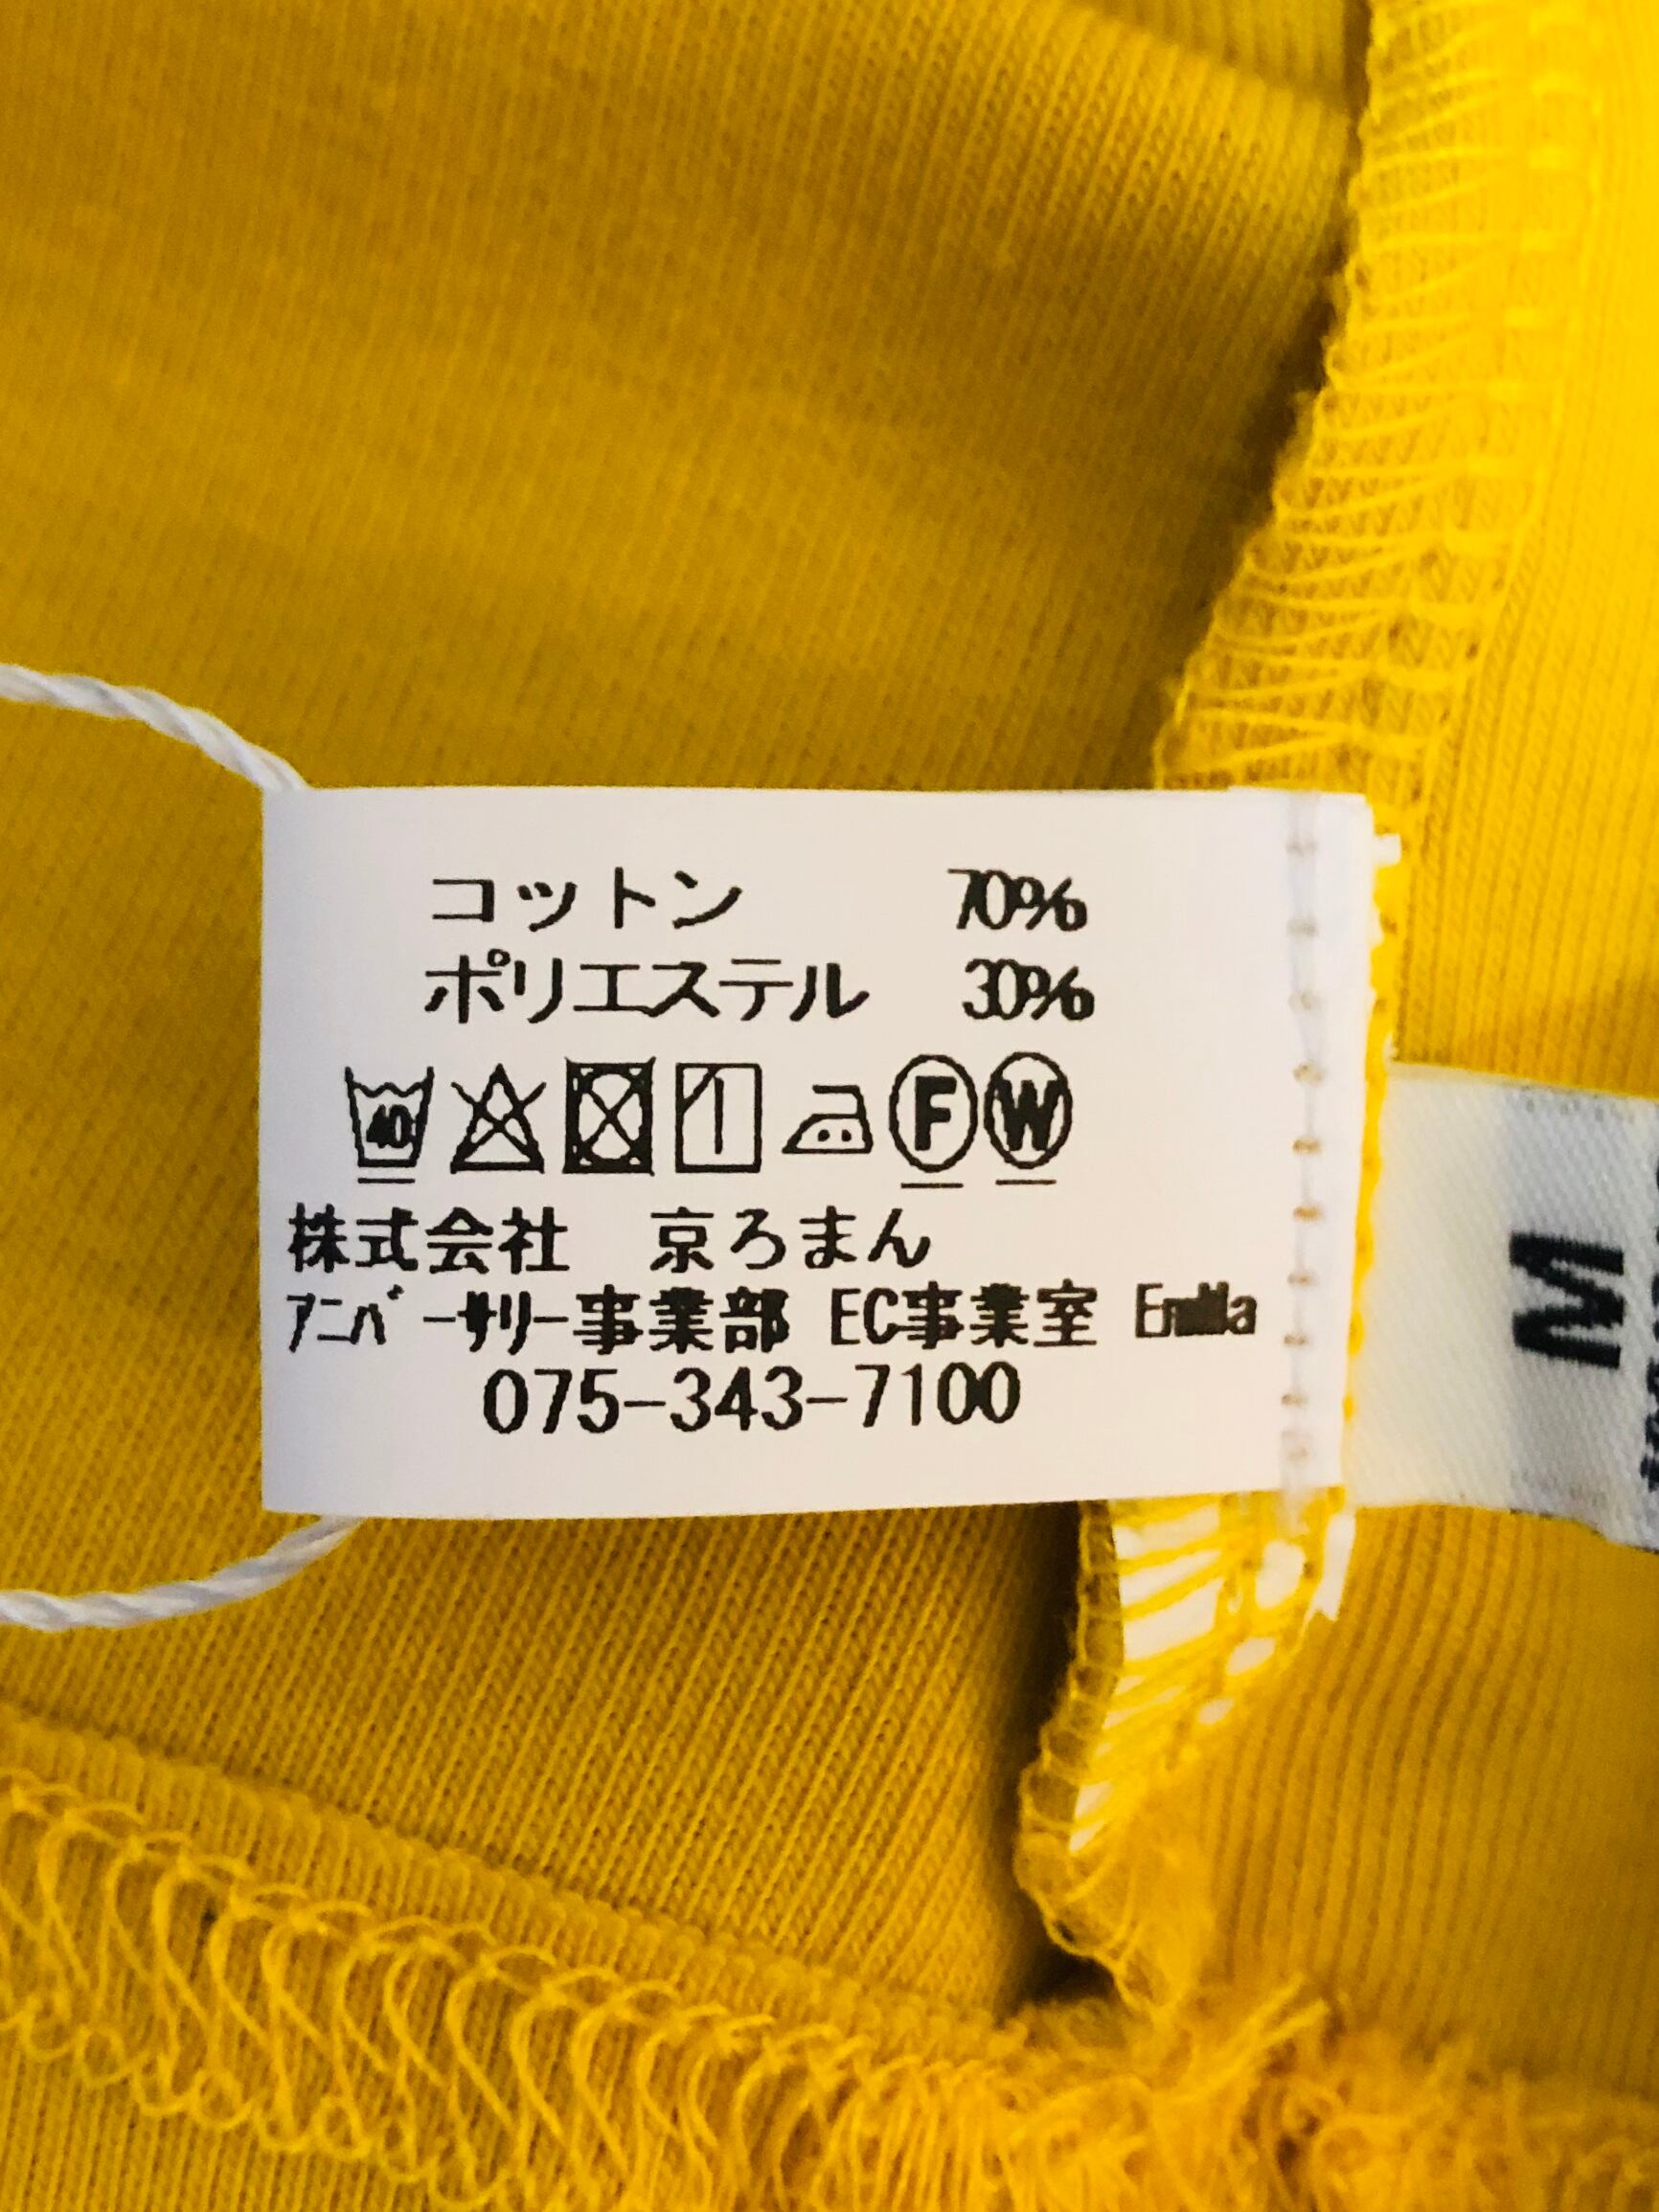 コットン 70%
ポリエステル 30%
40 F W
株式会社 京ろまん
ｱﾆﾊﾞｰｻﾘｰ事業部 EC事業室
075-343-7100
M